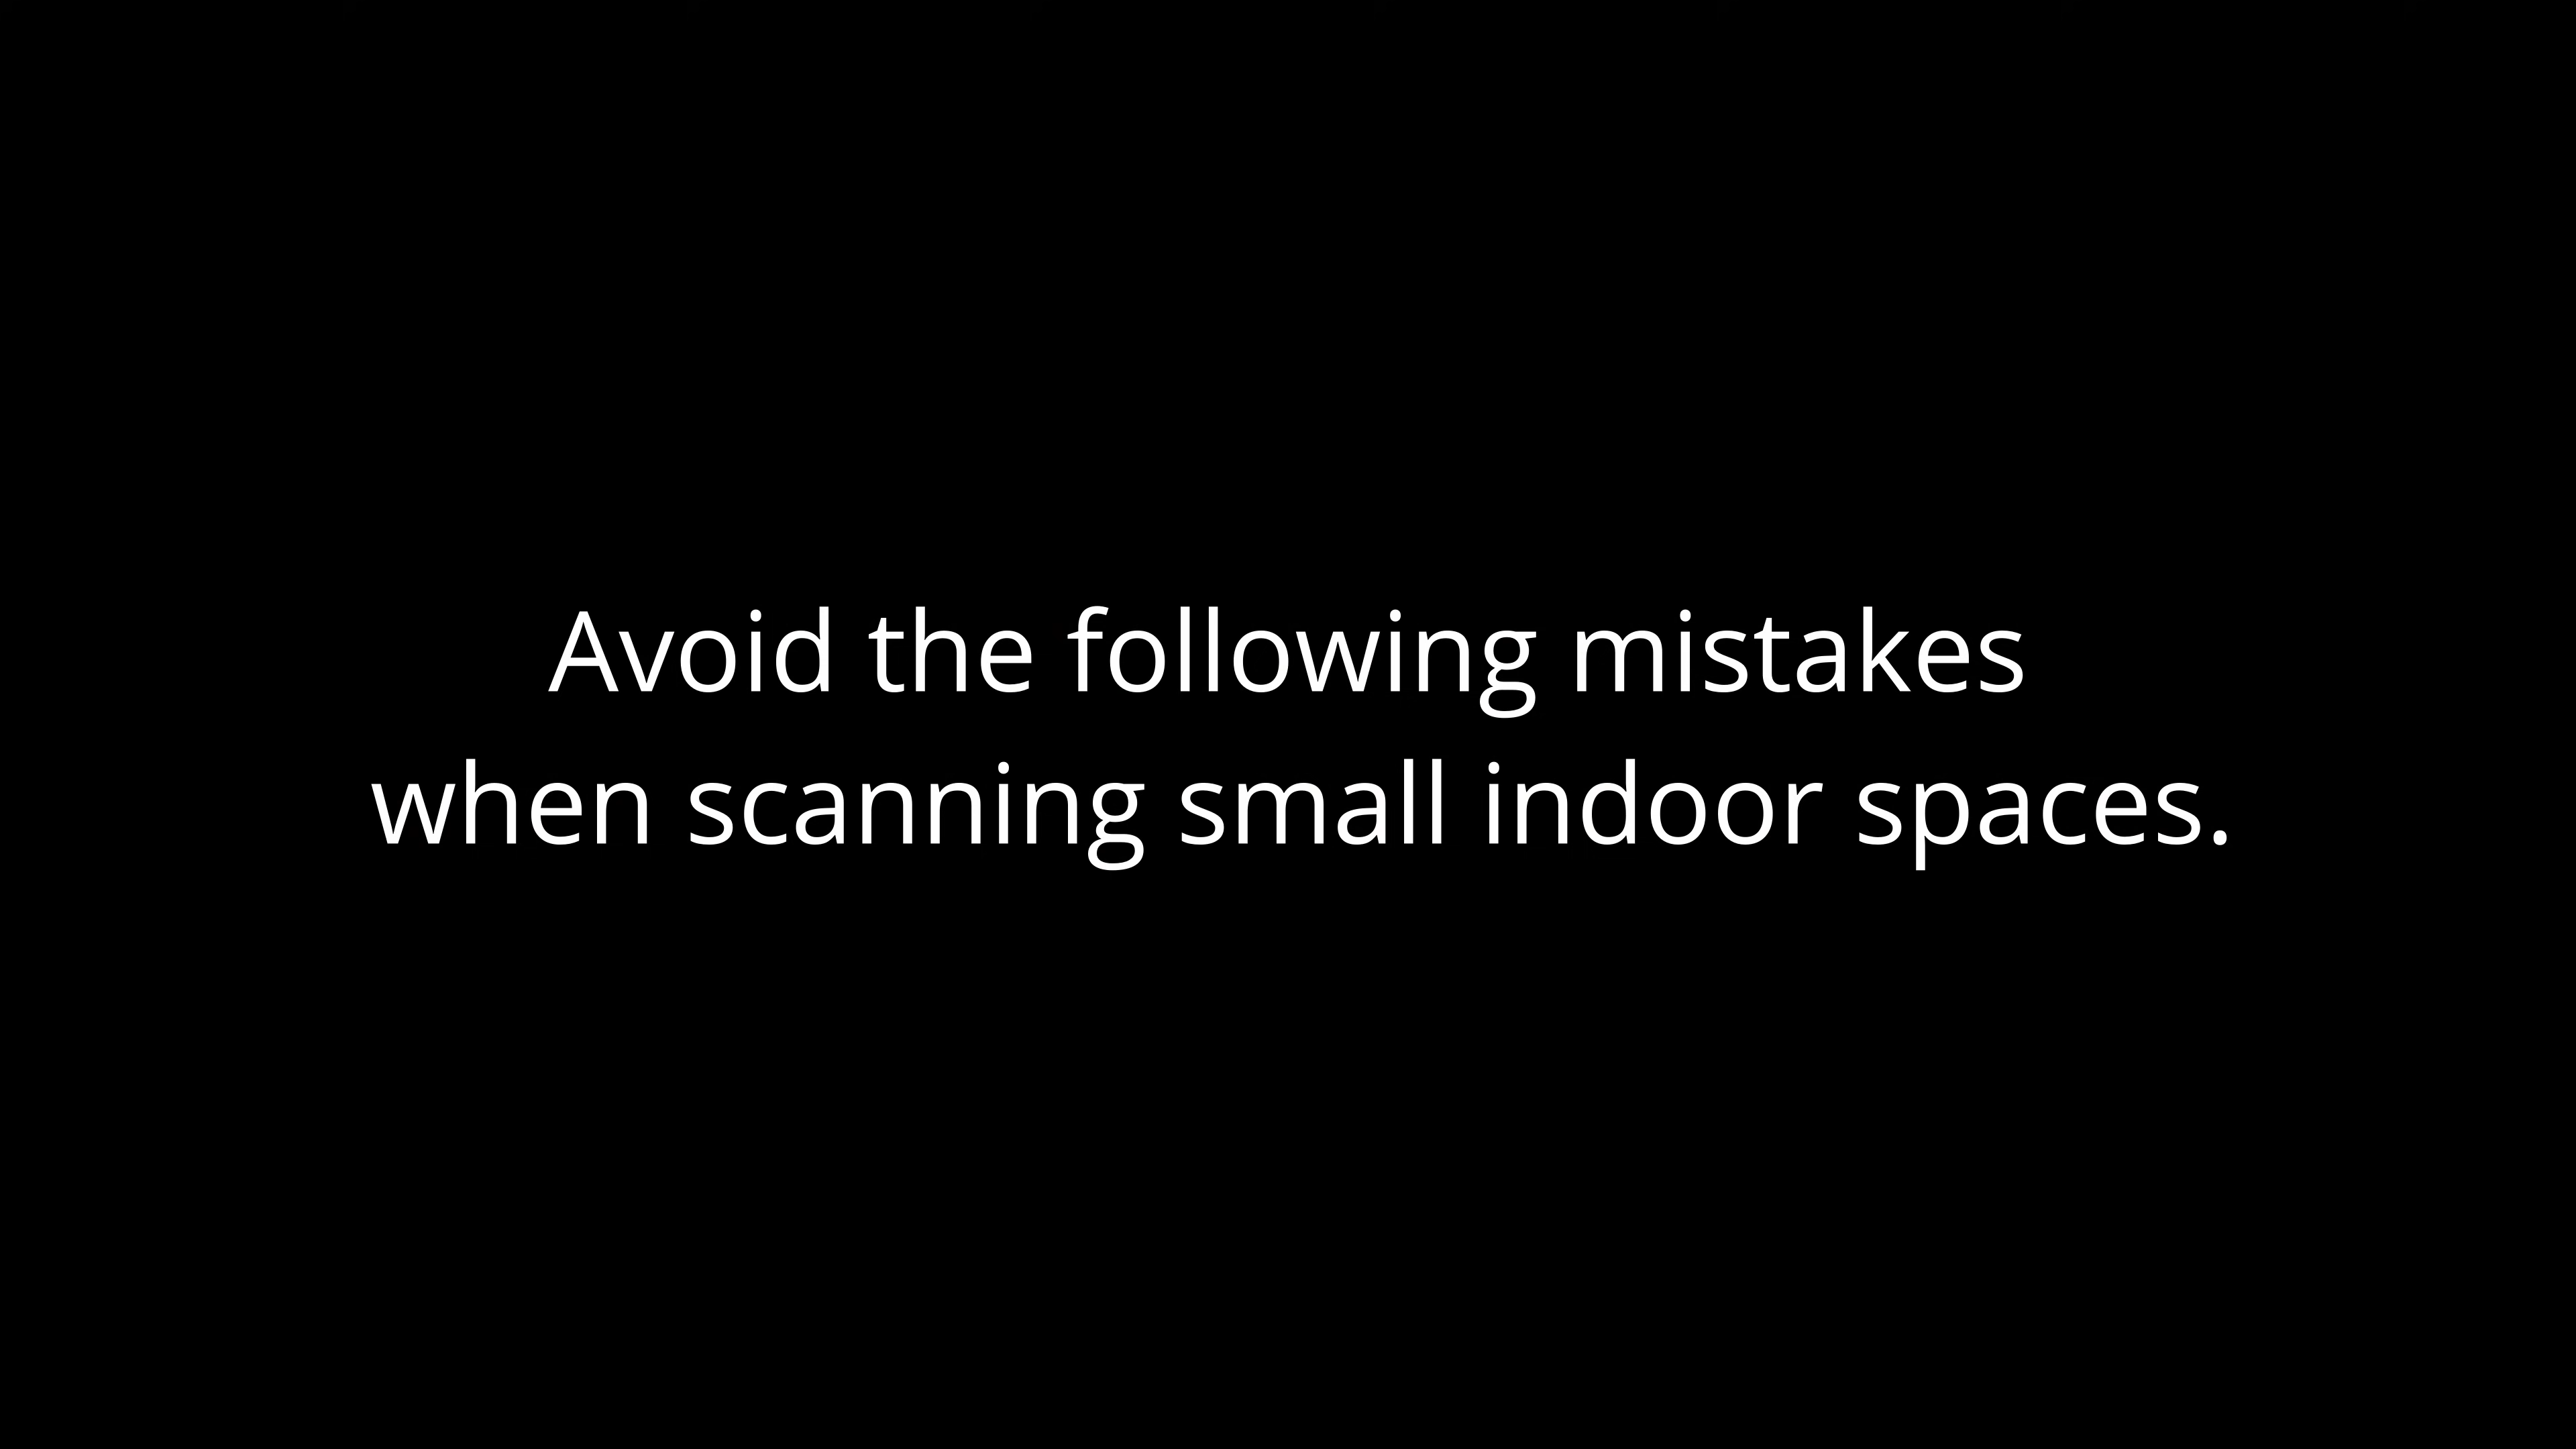 Avoid the following mistakes
when scanning small indoor spaces.